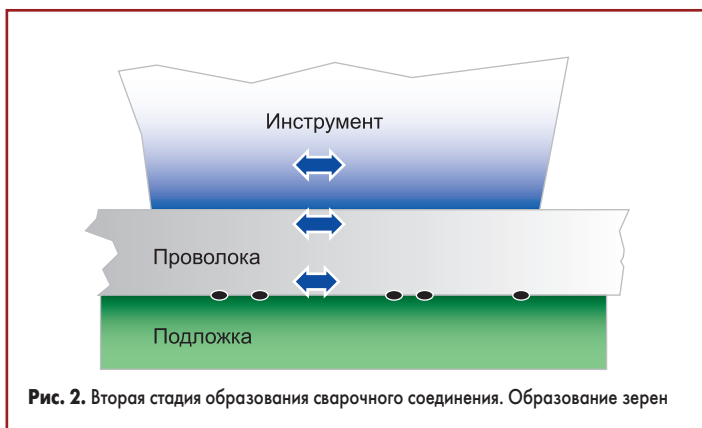 Инструмент
Проволока
Подложка
Рис. 2. Вторая стадия образования сварочного соединения. Образование зерен